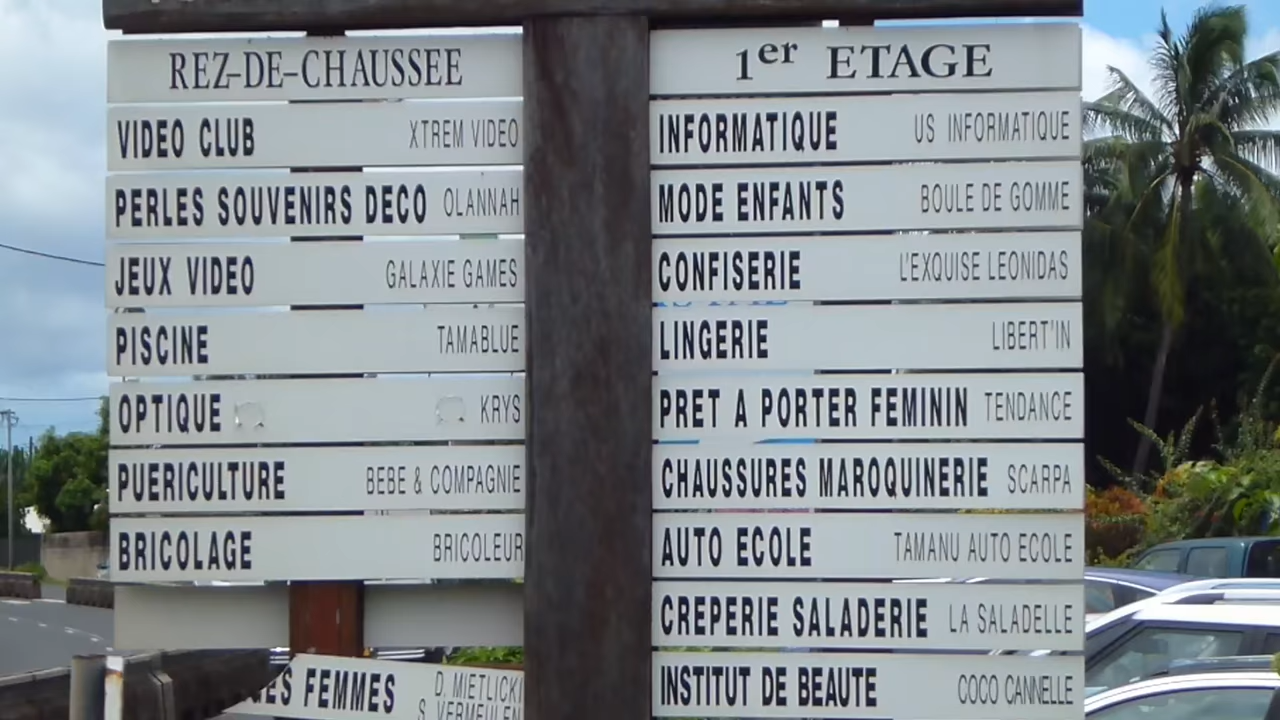 REZ-DE-CHAUSSEE
VIDEO CLUB XTREM VIDEO
PERLES SOUVENIRS DECO OLANNAH
JEUX VIDEO GALAXIE GAMES
PISCINE TAMABLUE
OPTIQUE KRYS
PUERICULTURE BEBE & COMPAGNIE
BRICOLAGE BRICOLEUR
FEMMES D. MIETLICKI
S. VERMEULEN
1er ETAGE
INFORMATIQUE US INFORMATIQUE
MODE ENFANTS BOULE DE GOMME
CONFISERIE L'EXQUISE LEONIDAS
LINGERIE LIBERT'IN
PRET A PORTER FEMININ TENDANCE
CHAUSSURES MAROQUINERIE SCARPA
AUTO ECOLE TAMANU AUTO ECOLE
CREPERIE SALADERIE LA SALADELLE
INSTITUT DE BEAUTE COCO CANNELLE